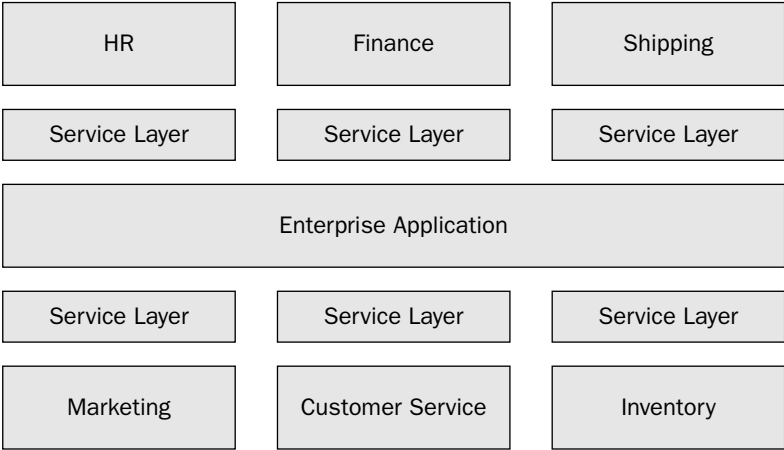 HR
Finance
Shipping
Service Layer
Service Layer
Service Layer
Enterprise Application
Service Layer
Service Layer
Service Layer
Marketing
Customer Service
Inventory